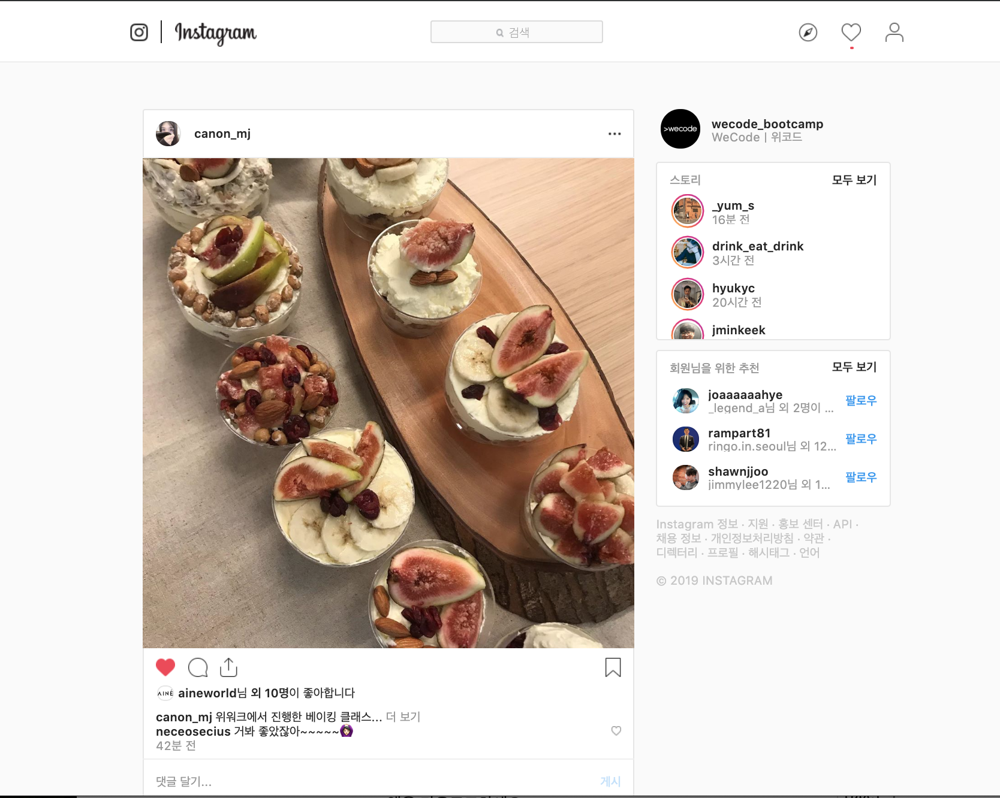 Instagram
검색
canon_mj
>wecode
wecode_bootcamp
WeCode | 위코드
스토리 모두 보기
_yum_s
16분 전
drink_eat_drink
3시간 전
hyukyc
20시간 전
jminkeek
회원님을 위한 추천 모두 보기
joaaaaaahye
_legend_a님 외 2명이 ...
팔로우
rampart81
ringo.in.seoul님 외 12...
팔로우
shawnjjoo
jimmylee1220님 외 1...
팔로우
Instagram 정보 · 지원 · 홍보 센터 · API ·
채용 정보 · 개인정보처리방침 · 약관 ·
디렉터리 · 프로필 · 해시태그 · 언어
© 2019 INSTAGRAM
AINÉ
aineworld님 외 10명이 좋아합니다
canon_mj 위워크에서 진행한 베이킹 클래스... 더 보기
neceosecius 거봐 좋았잖아~~~~~🙆🏻‍♀️
42분 전
댓글 달기... 게시